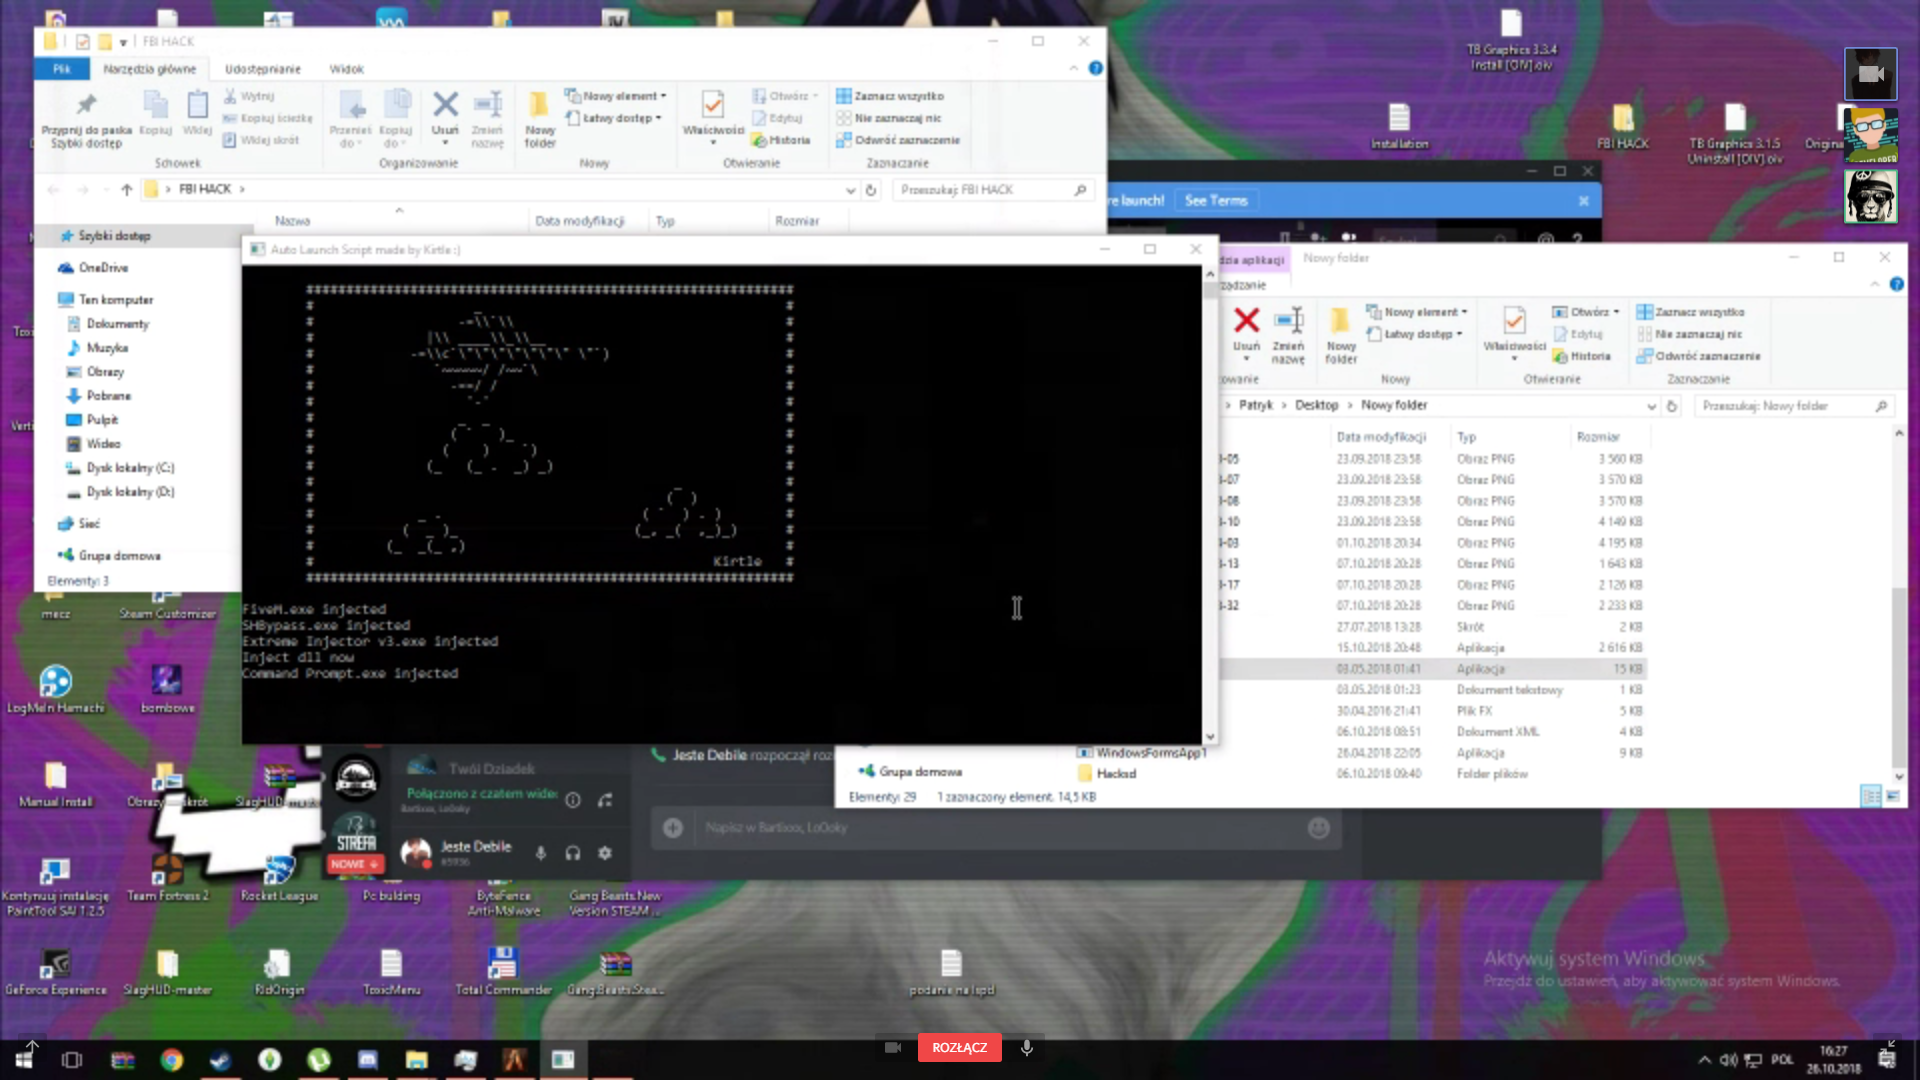 FBI HACK
Plik
Narzędzia główne
Udostępnianie
Widok
Przypnij do paska Szybki dostęp
Kopiuj
Wklej
Wytnij
Kopiuj ścieżkę
Wklej skrót
Przenieś do
Kopiuj do
Usuń
Zmień nazwę
Nowy folder
Nowy element
Łatwy dostęp
Właściwości
Otwórz
Edytuj
Historia
Zaznacz wszystko
Nie zaznaczaj nic
Odwróć zaznaczenie
Schowek
Organizowanie
Nowy
Otwieranie
Zaznaczanie
FBI HACK
Przeszukaj: FBI HACK
Nazwa
Data modyfikacji
Typ
Rozmiar
Szybki dostęp
OneDrive
Ten komputer
Dokumenty
Muzyka
Obrazy
Pobrane
Pulpit
Wideo
Dysk lokalny (C:)
Dysk lokalny (D:)
Sieć
Grupa domowa
Elementy: 3
Auto Launch Script made by Kirtle :)
Kirtle
FiveM.exe injected
SHBypass.exe injected
Extreme Injector v3.exe injected
Inject dll now
Command Prompt.exe injected
TB Graphics 3.3.4
Install [OIV].oiv
Installation
FBI HACK
TB Graphics 3.1.5
Uninstall [OIV].oiv
Origina
re launch!
See Terms
dzia aplikacji
Nowy folder
ządzanie
Usuń
Zmień nazwę
Nowy folder
Nowy element
Łatwy dostęp
Właściwości
Otwórz
Edytuj
Historia
Zaznacz wszystko
Nie zaznaczaj nic
Odwróć zaznaczenie
owanie
Nowy
Otwieranie
Zaznaczanie
Patryk
Desktop
Nowy folder
Przeszukaj: Nowy folder
Data modyfikacji Typ Rozmiar
-05 23.09.2018 23:58 Obraz PNG 3 560 KB
-07 23.09.2018 23:58 Obraz PNG 3 570 KB
-08 23.09.2018 23:58 Obraz PNG 3 570 KB
-10 23.09.2018 23:58 Obraz PNG 4 149 KB
-03 01.10.2018 20:34 Obraz PNG 4 195 KB
-13 07.10.2018 20:28 Obraz PNG 1 643 KB
-17 07.10.2018 20:28 Obraz PNG 2 126 KB
-32 07.10.2018 20:28 Obraz PNG 2 233 KB
27.07.2018 13:28 Skrót 2 KB
15.10.2018 20:48 Aplikacja 2 616 KB
03.05.2018 01:41 Aplikacja 15 KB
03.05.2018 01:23 Dokument tekstowy 1 KB
30.04.2018 21:41 Plik FX 5 KB
06.10.2018 08:51 Dokument XML 4 KB
WindowsFormsApp1 28.04.2018 22:05 Aplikacja 9 KB
06.10.2018 09:40 Folder plików
Grupa domowa
Elementy: 29 1 zaznaczony element. 14,5 KB
Twój Dziadek
Połączono z czatem wideo
Bartixxx, LoOoky
Jeste Debile
#5936
STREFA
NOWE
Jeste Debile rozpoczął roz
Napisz w Bartixxx, LoOoky
mecz
Steam Customizer
LogMeIn Hamachi
bombowe
Manual Install
Obrazy — skrót
SlagHUD-master
Kontynuuj instalację PaintTool SAI 1.2.5
Team Fortress 2
Rocket League
Pc bulding
ByteFence Anti-Malware
Gang.Beasts.New Version STEAM ...
GeForce Experience
SlagHUD-master
RldOrigin
ToxicMenu
Total Commander
Gang.Beasts.Stea...
podanie na lspd
Aktywuj system Windows
Przejdź do ustawień, aby aktywować system Windows.
ROZŁĄCZ
POL
16:27
26.10.2018